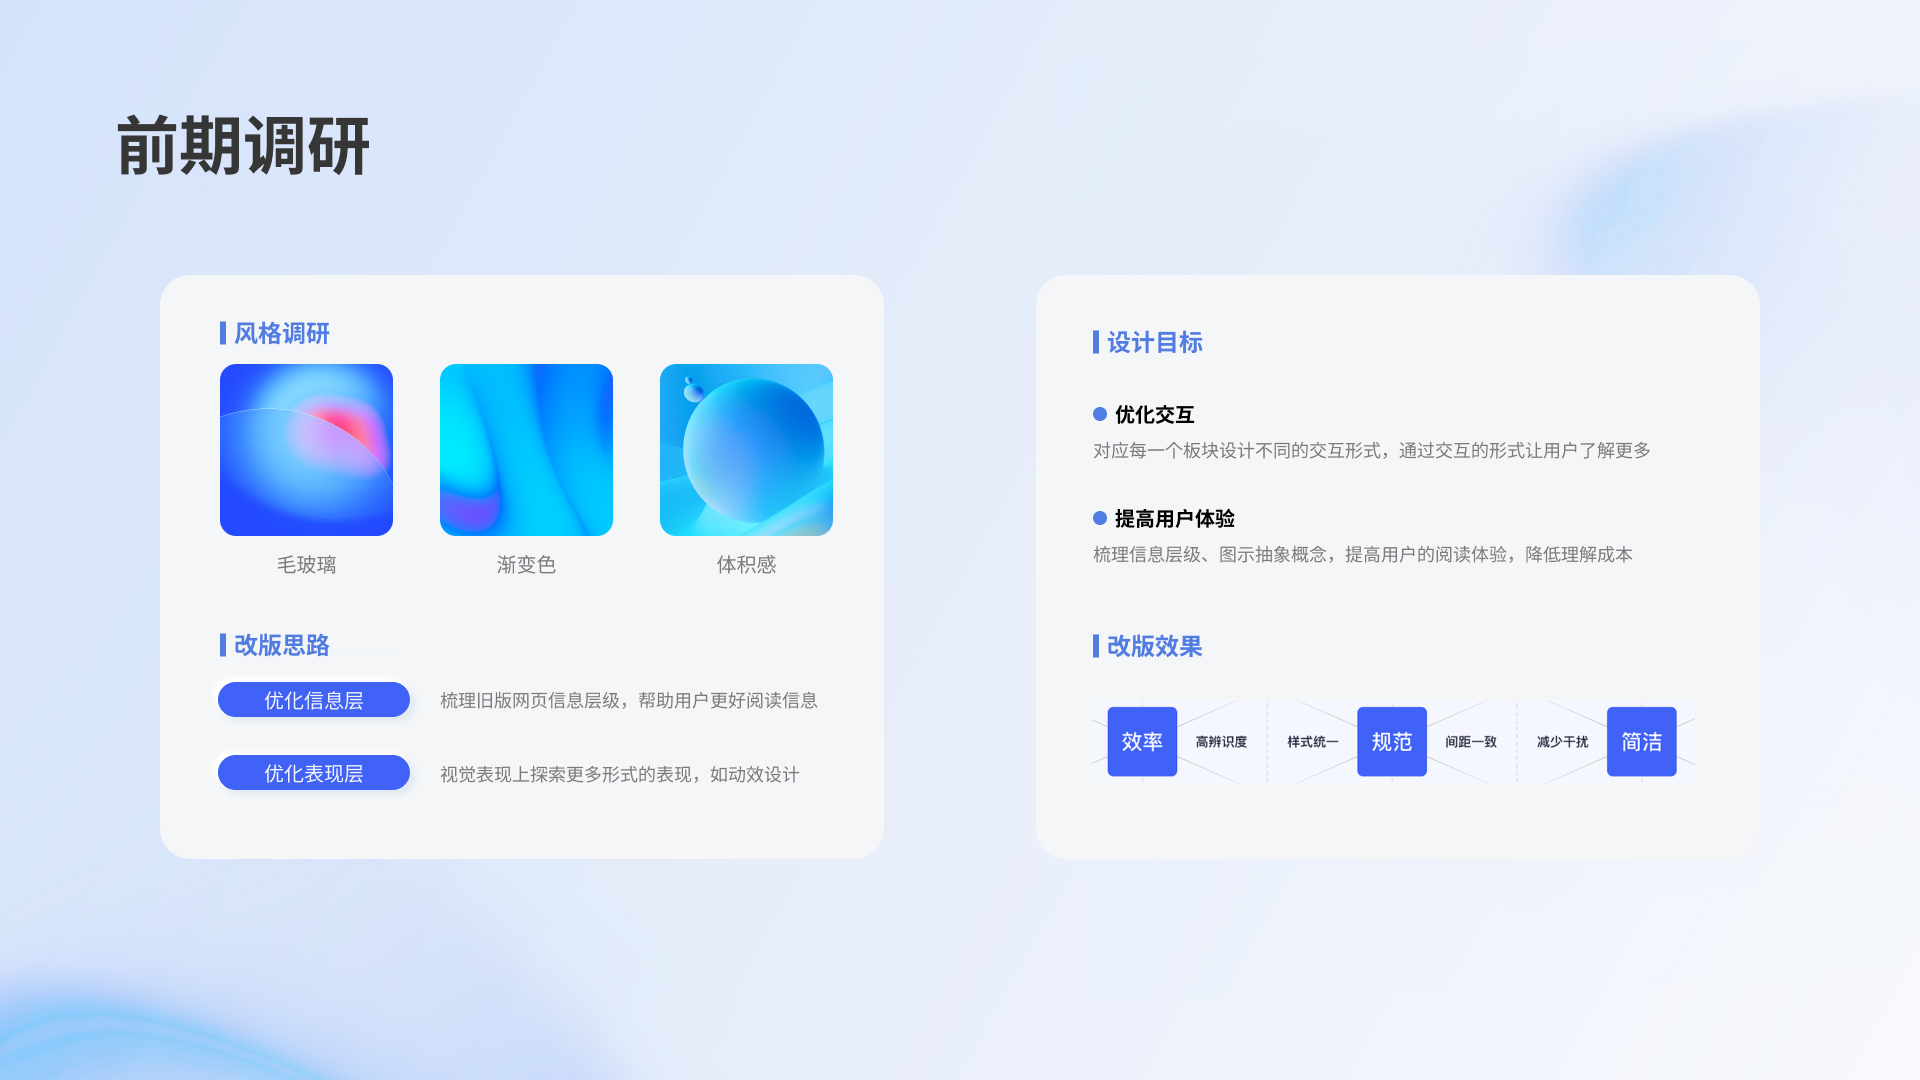 前期调研
风格调研
毛玻璃
渐变色
体积感
改版思路
优化信息层
梳理旧版网页信息层级，帮助用户更好阅读信息
优化表现层
视觉表现上探索更多形式的表现，如动效设计
设计目标
优化交互
对应每一个板块设计不同的交互形式，通过交互的形式让用户了解更多
提高用户体验
梳理信息层级、图示抽象概念，提高用户的阅读体验，降低理解成本
改版效果
效率 高辨识度 样式统一 规范 间距一致 减少干扰 简洁